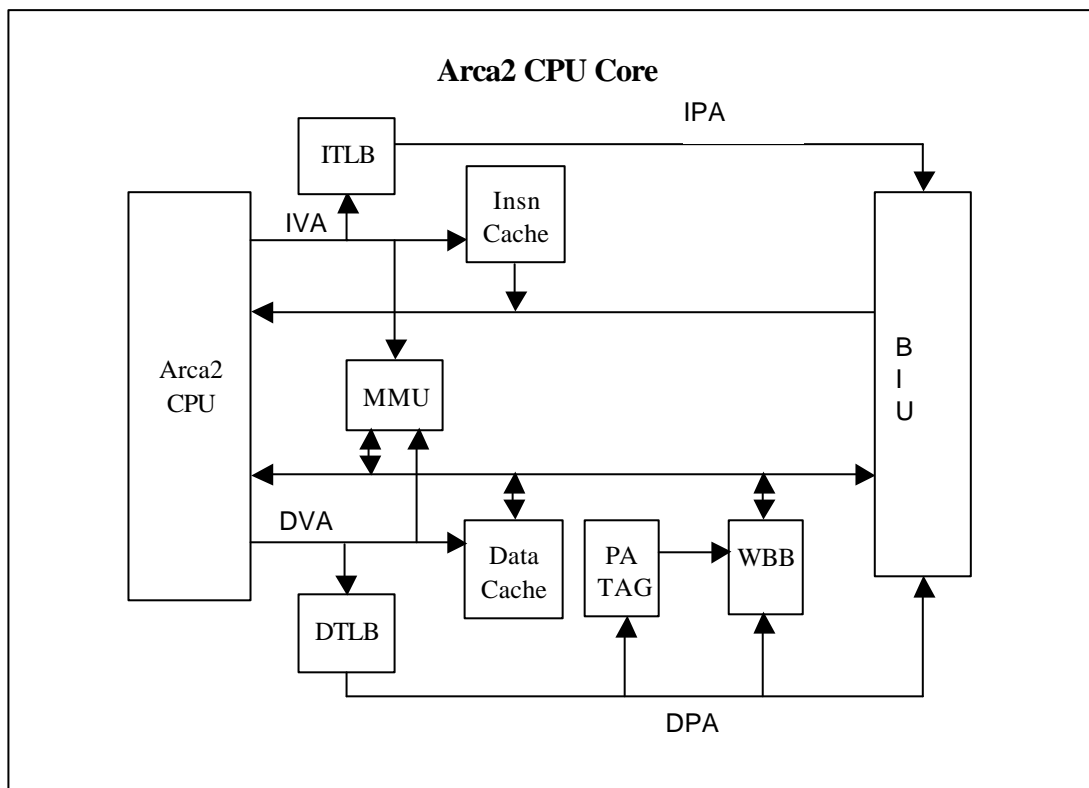 Arca2 CPU Core
IPA
ITLB
Insn
Cache
IVA
Arca2
CPU
MMU
B
I
U
DVA
Data
Cache
PA
TAG
WBB
DTLB
DPA